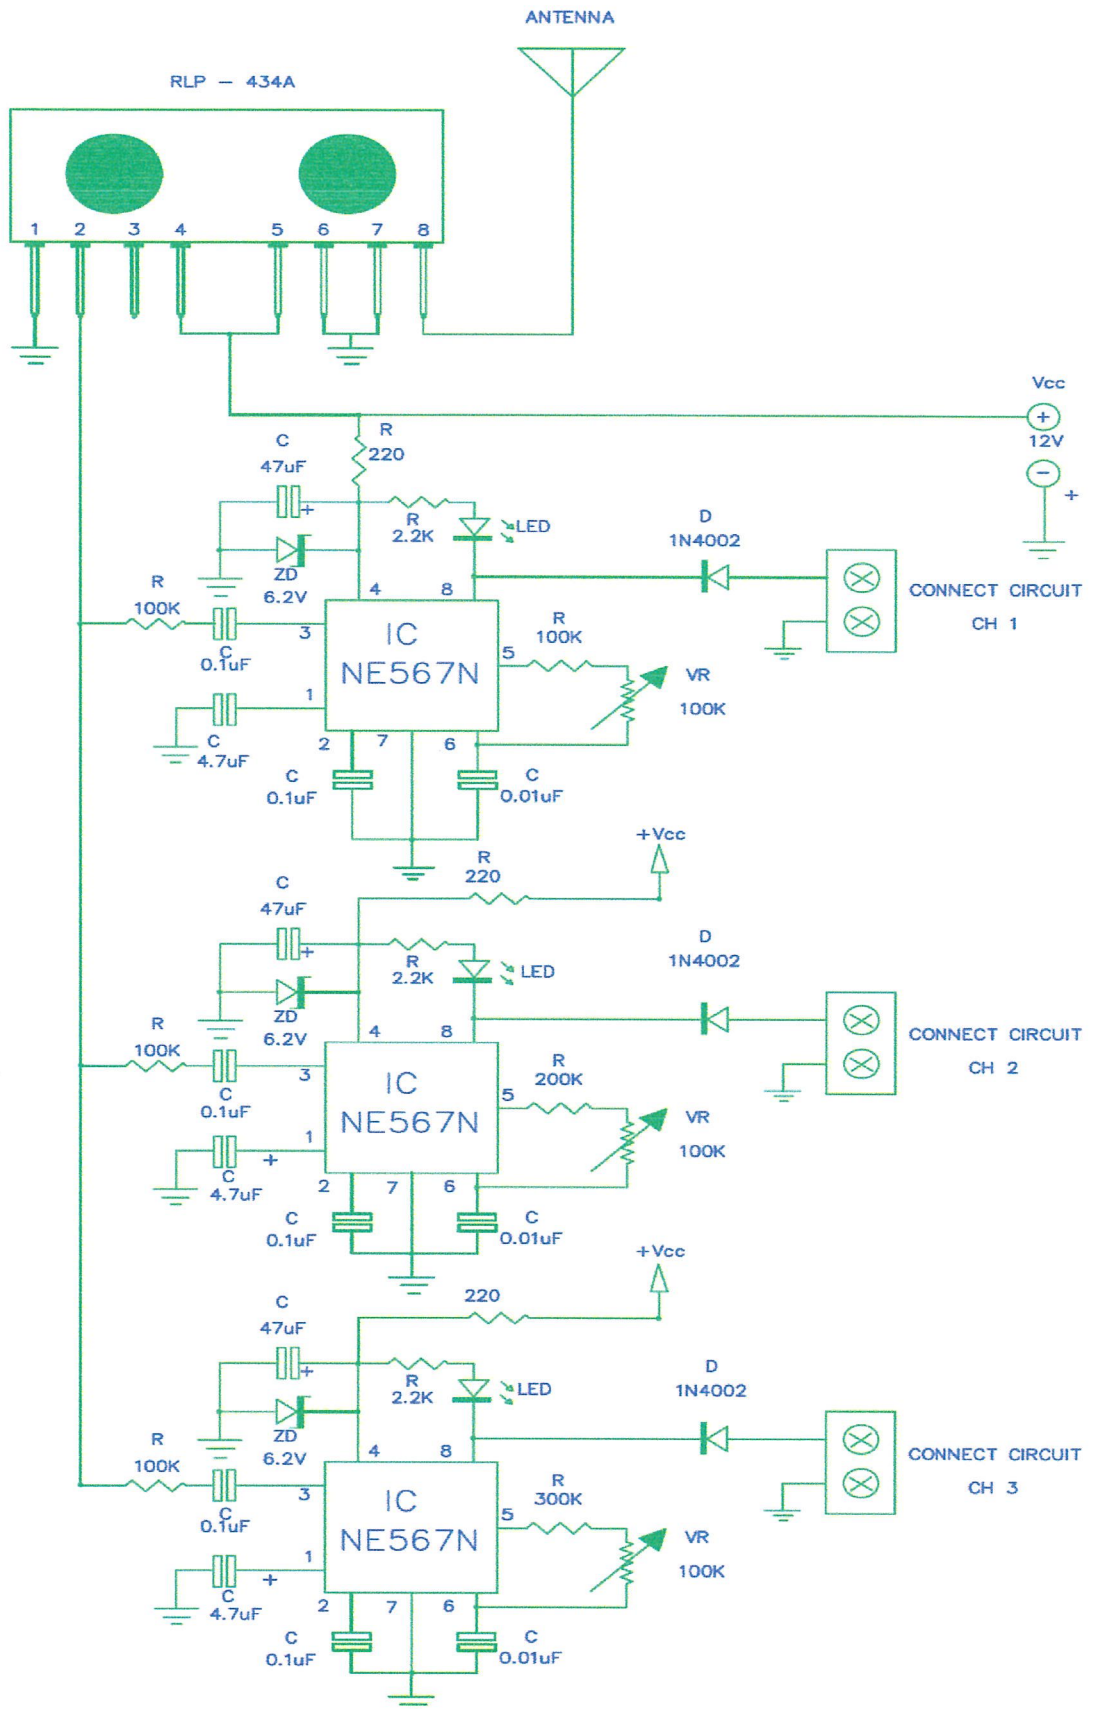 ANTENNA
RLP - 434A
1 2 3 4 5 6 7 8
Vcc
+
12V
-
+
R
220
C
47uF
+
R
2.2K
LED
D
1N4002
ZD
6.2V
R
100K
C
0.1uF
4 8
3
IC
NE567N
5
R
100K
VR
100K
1
C
4.7uF
2 7 6
C
0.1uF
C
0.01uF
CONNECT CIRCUIT
CH 1
+Vcc
R
220
C
47uF
+
R
2.2K
LED
D
1N4002
ZD
6.2V
R
100K
C
0.1uF
4 8
3
IC
NE567N
5
R
200K
VR
100K
1
+
C
4.7uF
2 7 6
C
0.1uF
C
0.01uF
CONNECT CIRCUIT
CH 2
+Vcc
220
C
47uF
+
R
2.2K
LED
D
1N4002
ZD
6.2V
R
100K
C
0.1uF
4 8
3
IC
NE567N
5
R
300K
VR
100K
1
+
C
4.7uF
2 7 6
C
0.1uF
C
0.01uF
CONNECT CIRCUIT
CH 3